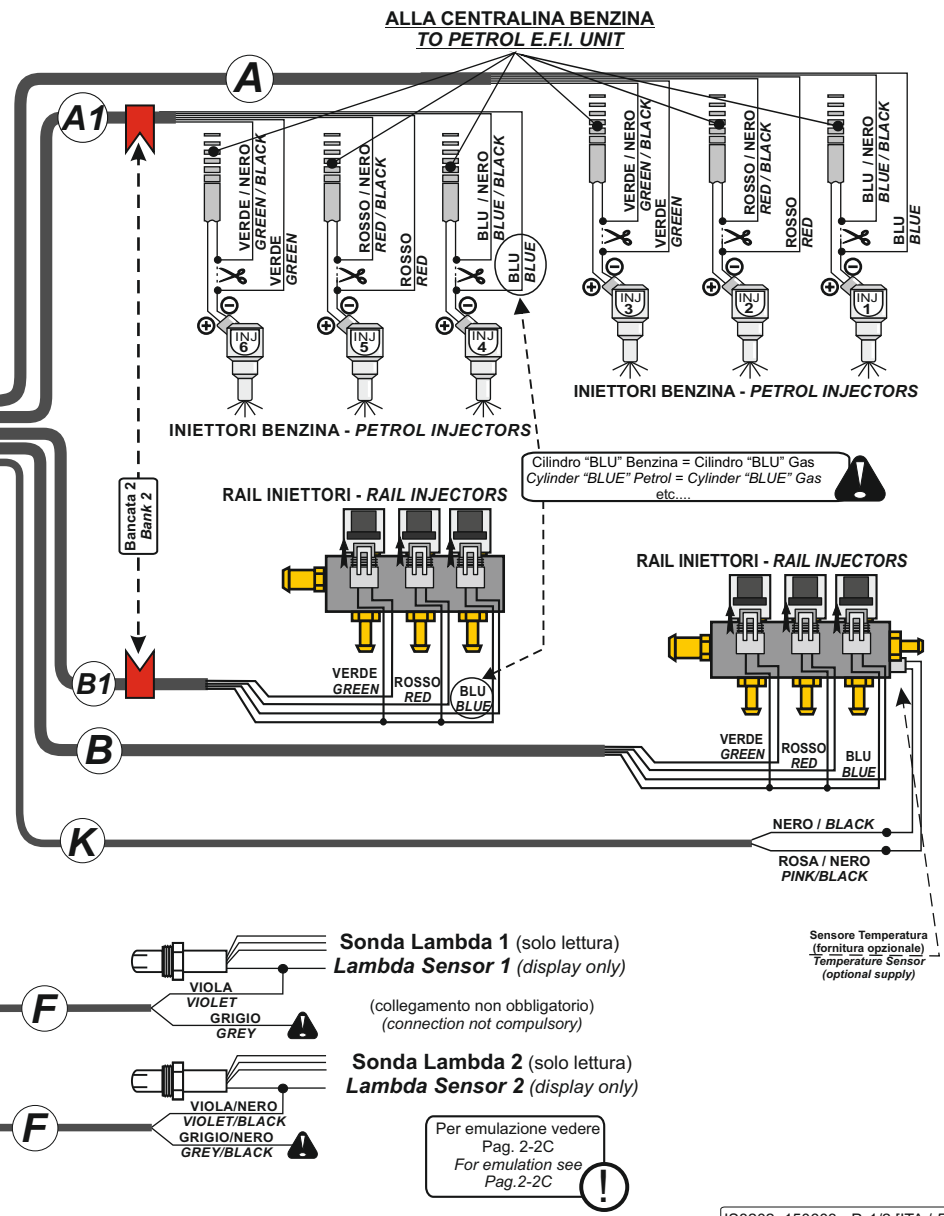 ALLA CENTRALINA BENZINA
TO PETROL E.F.I. UNIT
A
A1
VERDE / NERO
GREEN / BLACK
VERDE
GREEN
ROSSO / NERO
RED / BLACK
ROSSO
RED
BLU / NERO
BLUE / BLACK
BLU
BLUE
VERDE / NERO
GREEN / BLACK
VERDE
GREEN
ROSSO / NERO
RED / BLACK
ROSSO
RED
BLU / NERO
BLUE / BLACK
BLU
BLUE
INJ
6
INJ
5
INJ
4
INJ
3
INJ
2
INJ
1
INIETTORI BENZINA - PETROL INJECTORS
INIETTORI BENZINA - PETROL INJECTORS
Cilindro “BLU” Benzina = Cilindro “BLU” Gas
Cylinder “BLUE” Petrol = Cylinder “BLUE” Gas
etc....
Bancata 2
Bank 2
RAIL INIETTORI - RAIL INJECTORS
RAIL INIETTORI - RAIL INJECTORS
B1
VERDE
GREEN
ROSSO
RED
BLU
BLUE
B
VERDE
GREEN
ROSSO
RED
BLU
BLUE
K
NERO / BLACK
ROSA / NERO
PINK/BLACK
Sensore Temperatura
(fornitura opzionale)
Temperature Sensor
(optional supply)
Sonda Lambda 1 (solo lettura)
Lambda Sensor 1 (display only)
F
VIOLA
VIOLET
GRIGIO
GREY
(collegamento non obbligatorio)
(connection not compulsory)
Sonda Lambda 2 (solo lettura)
Lambda Sensor 2 (display only)
F
VIOLA/NERO
VIOLET/BLACK
GRIGIO/NERO
GREY/BLACK
Per emulazione vedere
Pag. 2-2C
For emulation see
Pag.2-2C
!